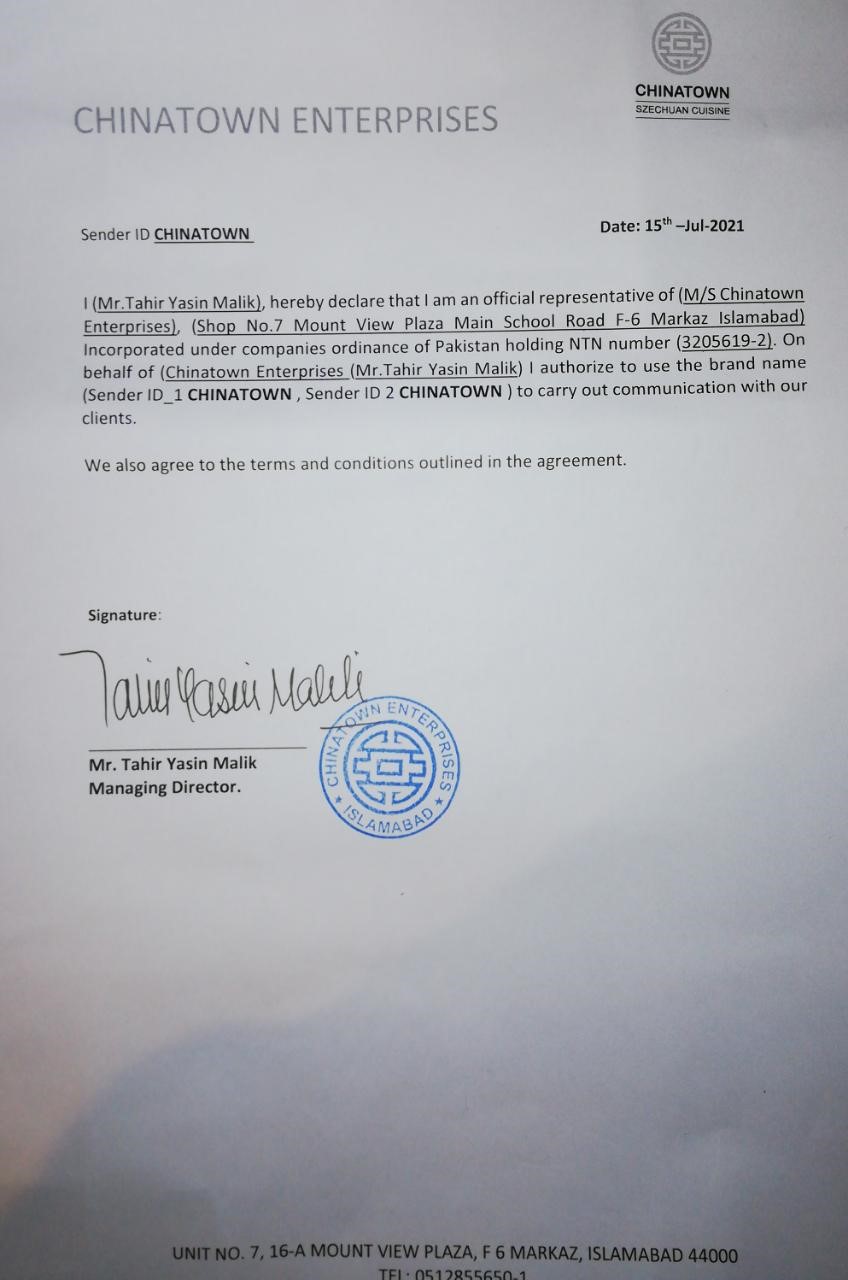 CHINATOWN
SZECHUAN CUISINE
CHINATOWN ENTERPRISES
Sender ID CHINATOWN
Date: 15th –Jul-2021
I (Mr.Tahir Yasin Malik), hereby declare that I am an official representative of (M/S Chinatown
Enterprises), (Shop No.7 Mount View Plaza Main School Road F-6 Markaz Islamabad)
Incorporated under companies ordinance of Pakistan holding NTN number (3205619-2). On
behalf of (Chinatown Enterprises (Mr.Tahir Yasin Malik) I authorize to use the brand name
(Sender ID_1 CHINATOWN , Sender ID 2 CHINATOWN ) to carry out communication with our
clients.
We also agree to the terms and conditions outlined in the agreement.
Signature:
Tahir Yasin Malik
Mr. Tahir Yasin Malik
Managing Director.
CHINATOWN ENTERPRISES
★ ISLAMABAD ★
UNIT NO. 7, 16-A MOUNT VIEW PLAZA, F 6 MARKAZ, ISLAMABAD 44000
TEL: 0512855650-1